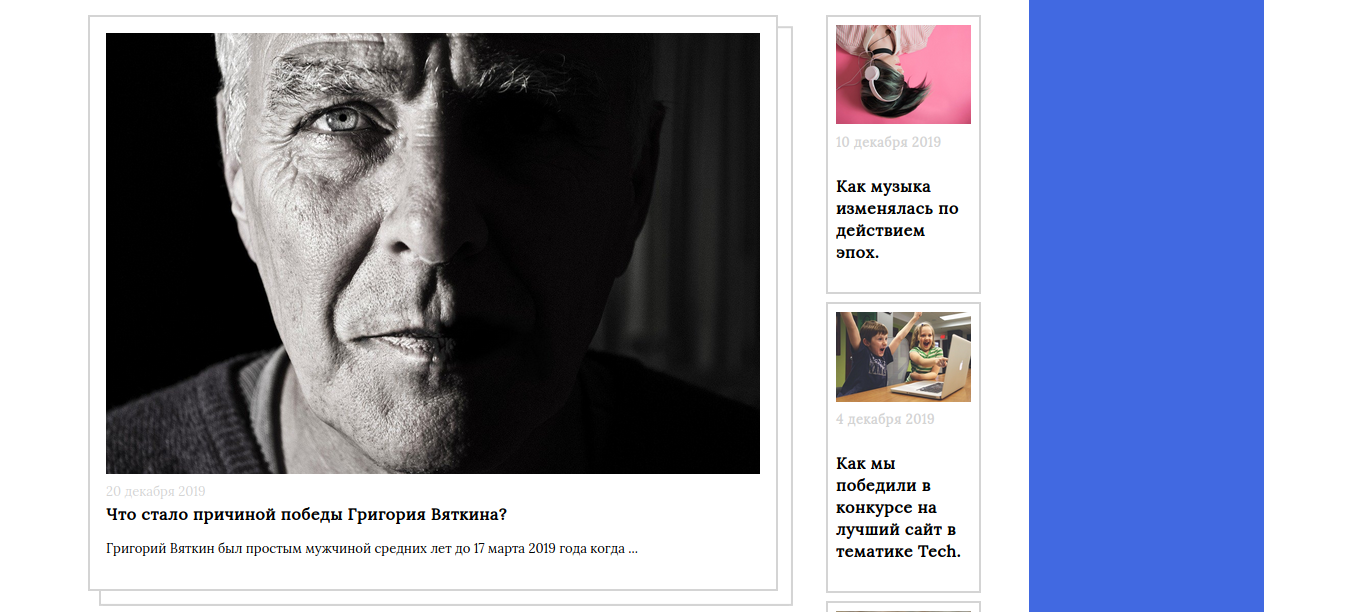 20 декабря 2019
Что стало причиной победы Григория Вяткина?
Григорий Вяткин был простым мужчиной средних лет до 17 марта 2019 года когда ...
10 декабря 2019
Как музыка
изменялась по
действием
эпох.
4 декабря 2019
Как мы
победили в
конкурсе на
лучший сайт в
тематике Tech.